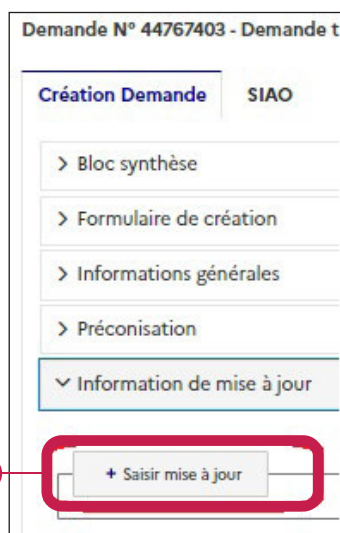 Demande N° 44767403 - Demande t
Création Demande SIAO
Bloc synthèse
Formulaire de création
Informations générales
Préconisation
Information de mise à jour
+ Saisir mise à jour